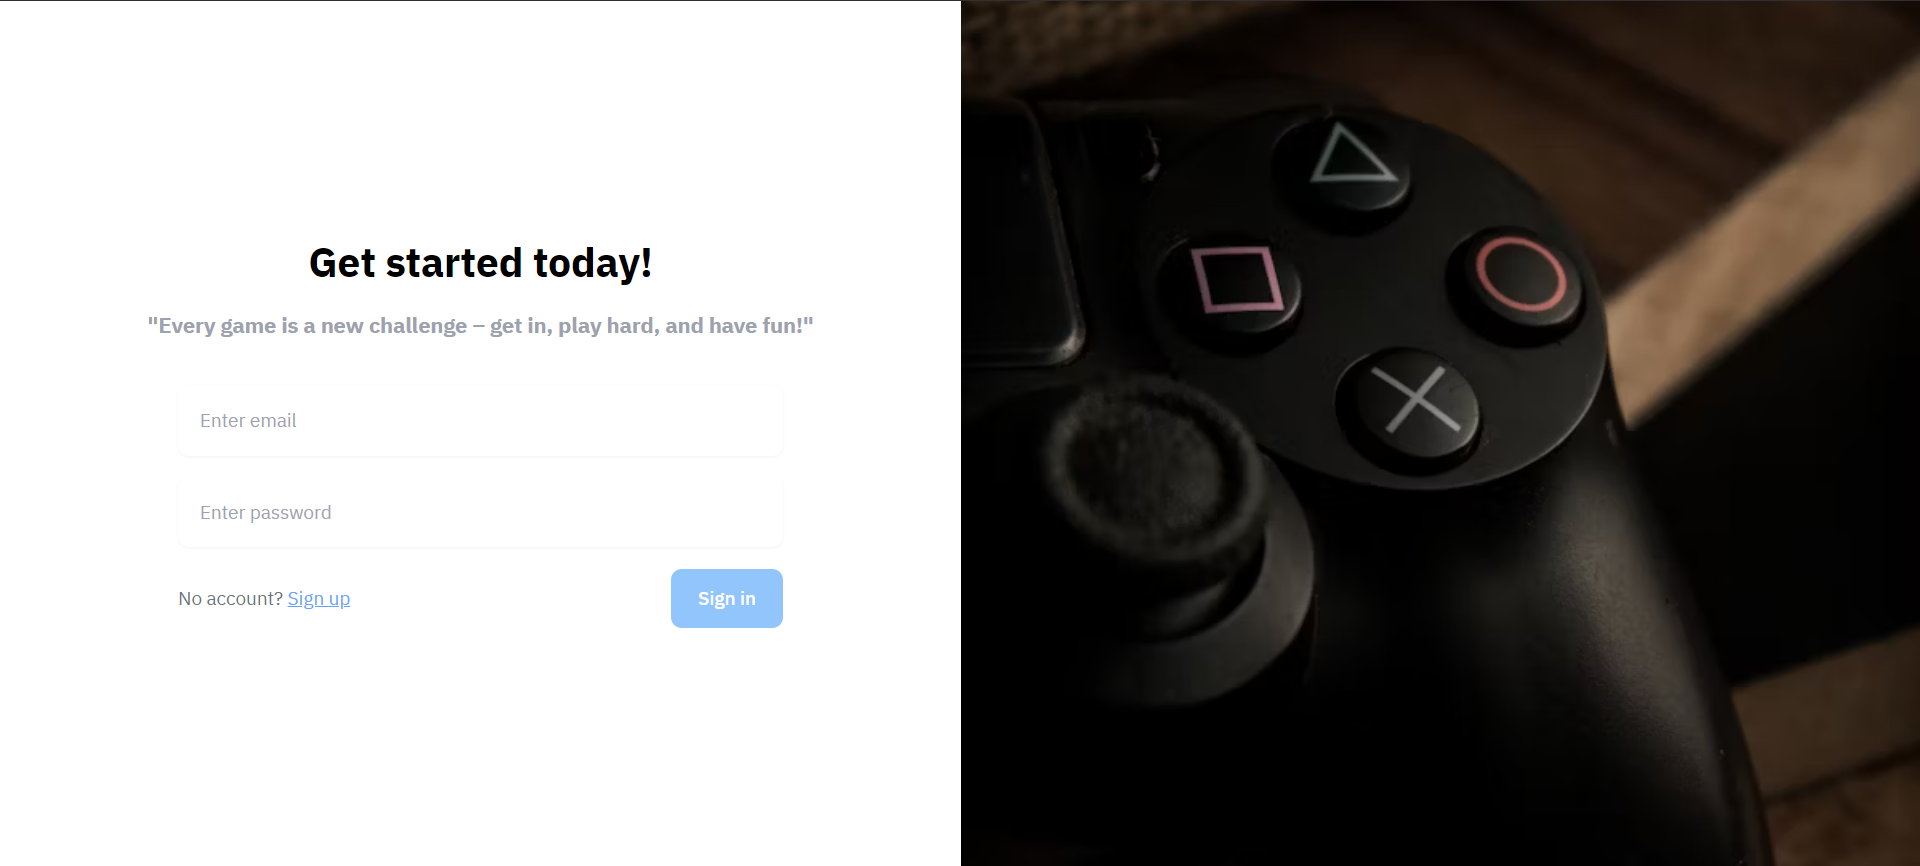 Get started today!
"Every game is a new challenge – get in, play hard, and have fun!"
Enter email
Enter password
No account? Sign up
Sign in